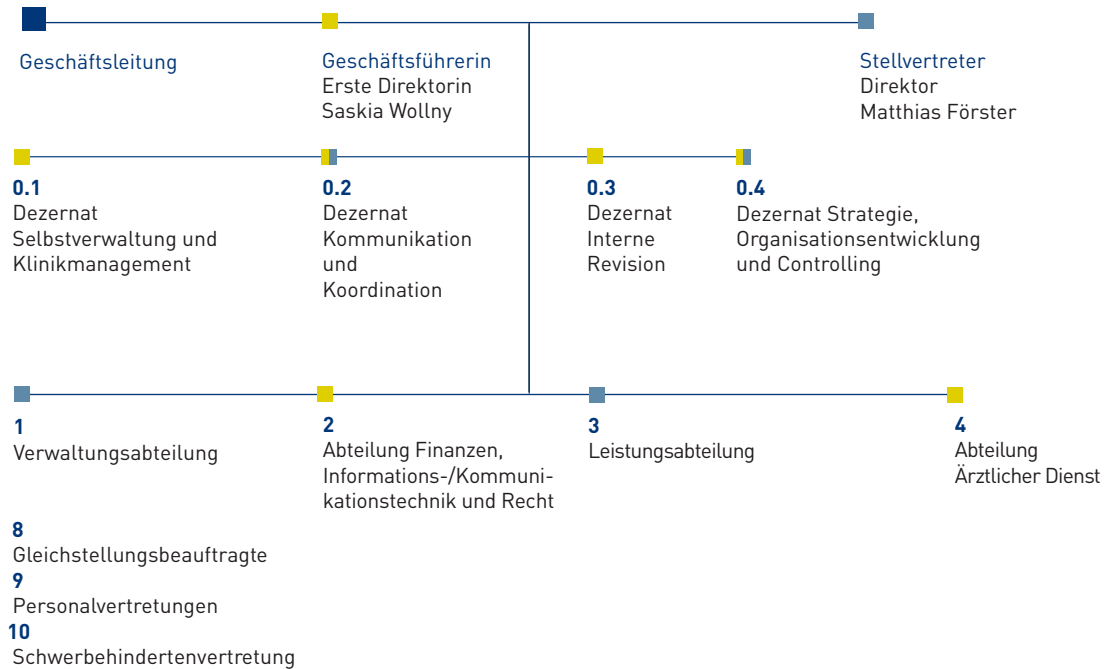 Geschäftsleitung
Geschäftsführerin
Erste Direktorin
Saskia Wollny
Stellvertreter
Direktor
Matthias Förster
0.1
Dezernat
Selbstverwaltung und
Klinikmanagement
0.2
Dezernat
Kommunikation
und
Koordination
0.3
Dezernat
Interne
Revision
0.4
Dezernat Strategie,
Organisationsentwicklung
und Controlling
1
Verwaltungsabteilung
2
Abteilung Finanzen,
Informations-/Kommuni-
kationstechnik und Recht
3
Leistungsabteilung
4
Abteilung
Ärztlicher Dienst
8
Gleichstellungsbeauftragte
9
Personalvertretungen
10
Schwerbehindertenvertretung